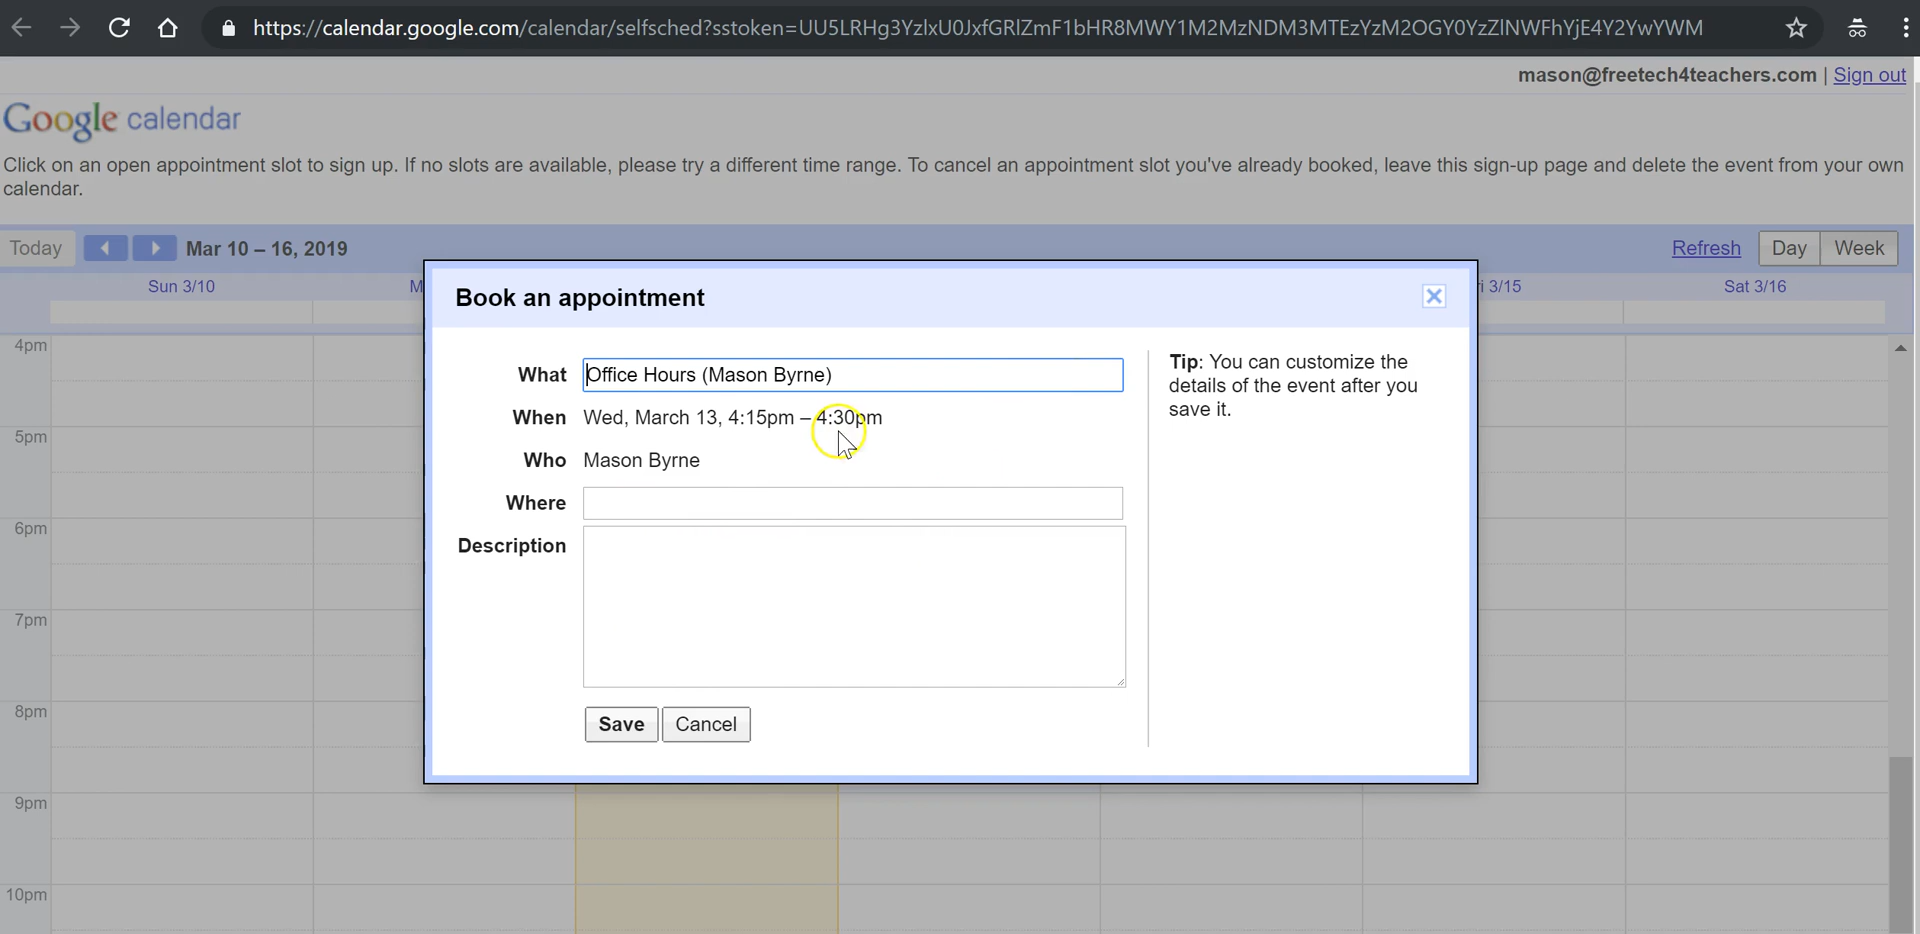 https://calendar.google.com/calendar/selfsched?sstoken=UU5LRHg3YzlxU0JxfGRlZmF1bHR8MWY1M2MzNDM3MTEzYzM2OGY0YzZlNWFhYjE4Y2YwYWM
mason@freetech4teachers.com | Sign out
Google calendar
Click on an open appointment slot to sign up. If no slots are available, please try a different time range. To cancel an appointment slot you've already booked, leave this sign-up page and delete the event from your own
calendar.
Today Mar 10 – 16, 2019 Refresh Day Week
Sun 3/10 M i 3/15 Sat 3/16
Book an appointment
What Office Hours (Mason Byrne)
When Wed, March 13, 4:15pm – 4:30pm
Who Mason Byrne
Where
Description
Save Cancel
Tip: You can customize the
details of the event after you
save it.
4pm
5pm
6pm
7pm
8pm
9pm
10pm